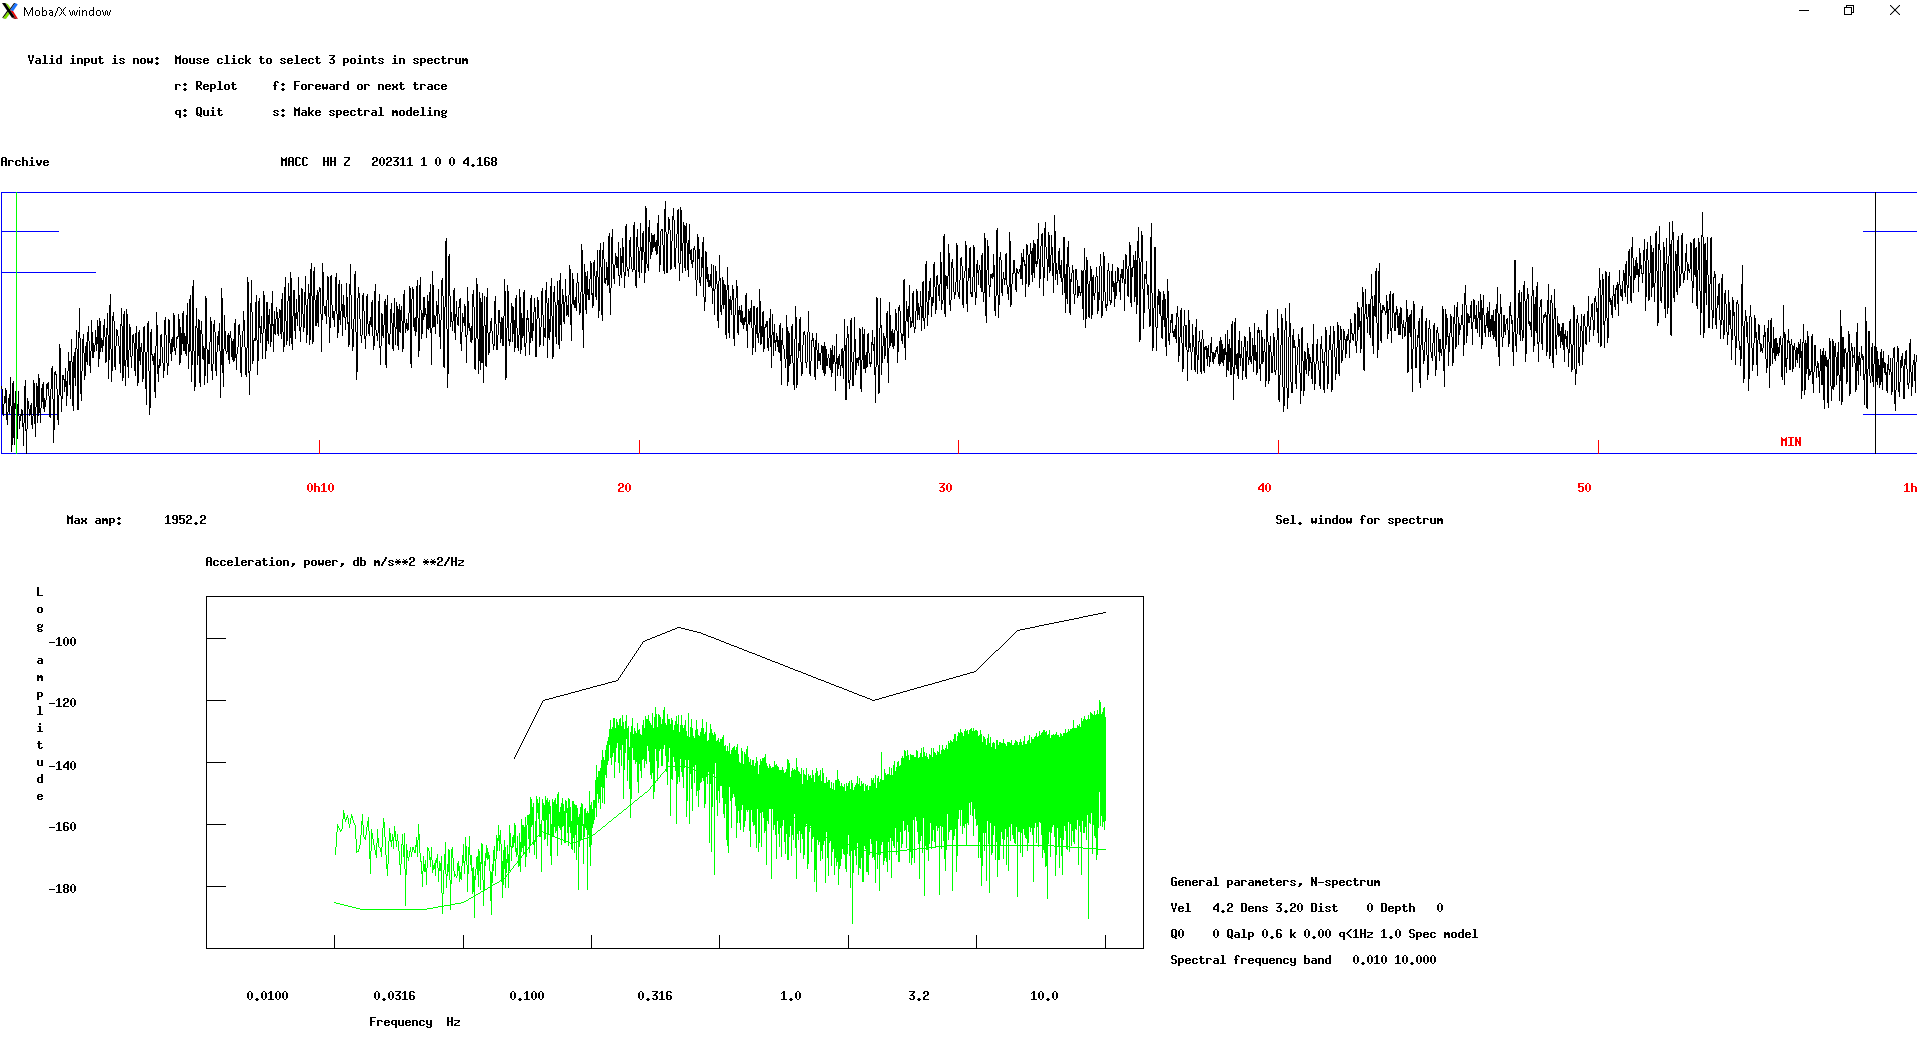 Moba/X window
Valid input is now: Mouse click to select 3 points in spectrum
r: Replot f: Foreward or next trace
q: Quit s: Make spectral modeling
Archive MACC HH Z 202311 1 0 0 4.168
MIN
0h10 20 30 40 50 1h
Max amp: 1952.2 Sel. window for spectrum
Acceleration, power, db m/s**2 **2/Hz
Log amplitude
-100
-120
-140
-160
-180
General parameters, N-spectrum
Vel 4.2 Dens 3.20 Dist 0 Depth 0
Q0 0 Qalp 0.6 k 0.00 q<1Hz 1.0 Spec model
Spectral frequency band 0.010 10.000
0.0100 0.0316 0.100 0.316 1.0 3.2 10.0
Frequency Hz